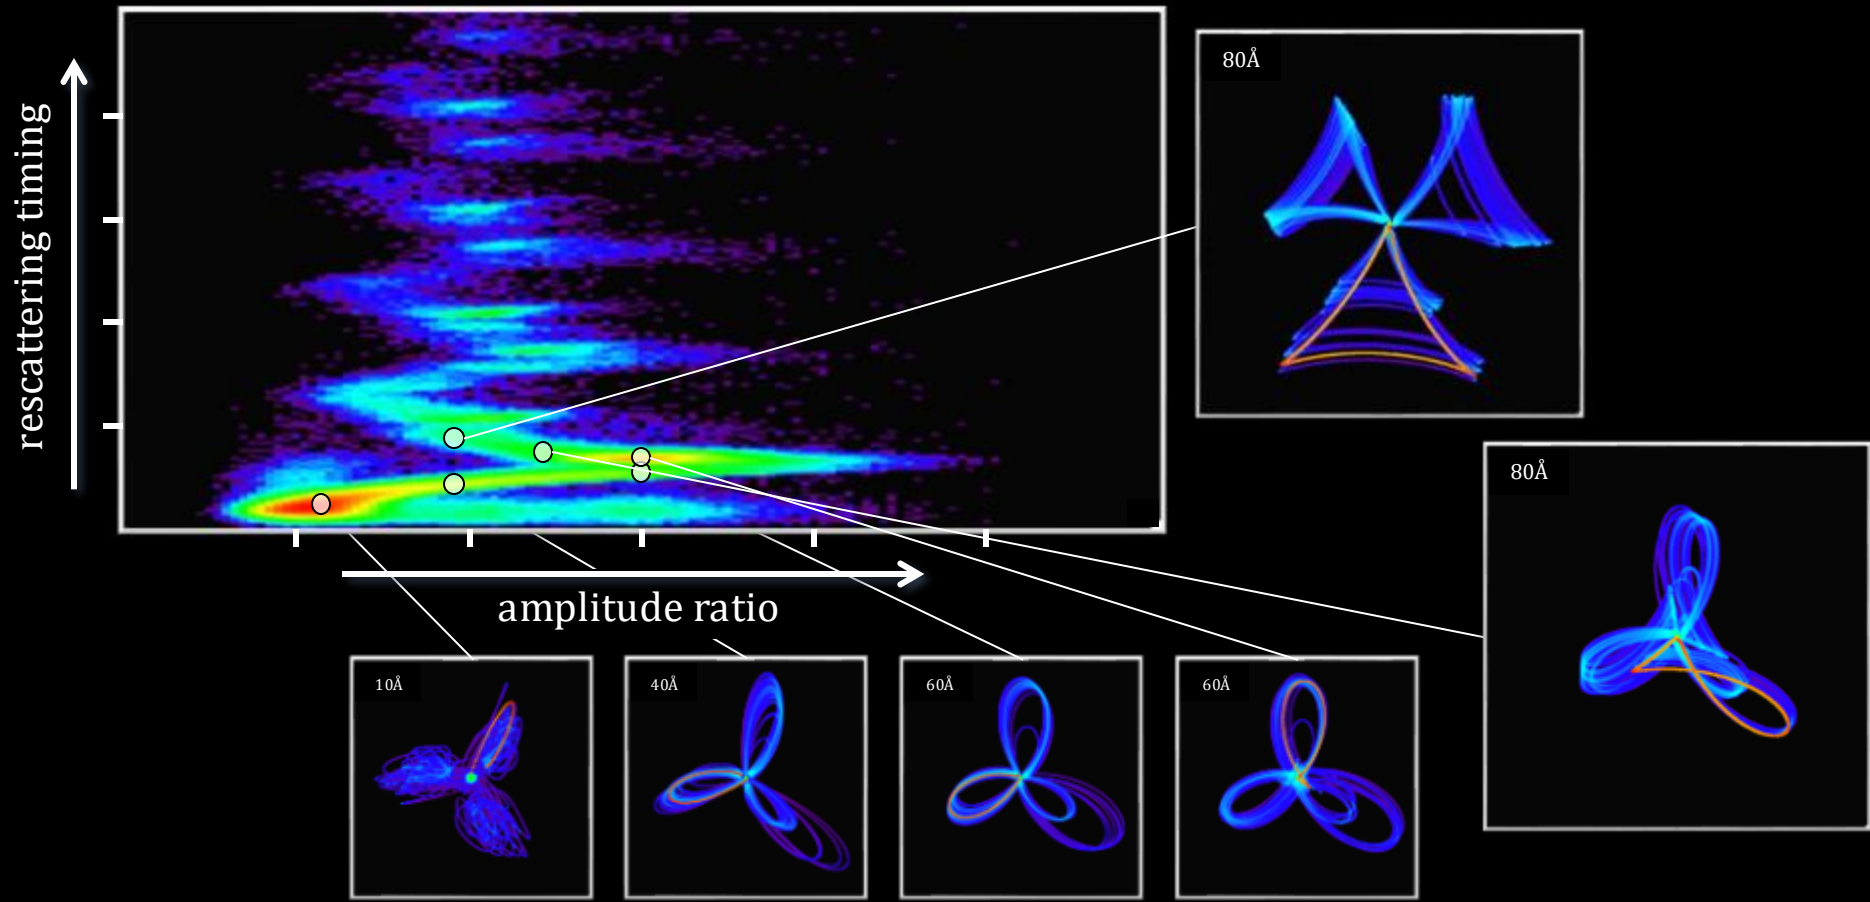 80Å
rescattering timing
80Å
amplitude ratio
10Å
40Å
60Å
60Å